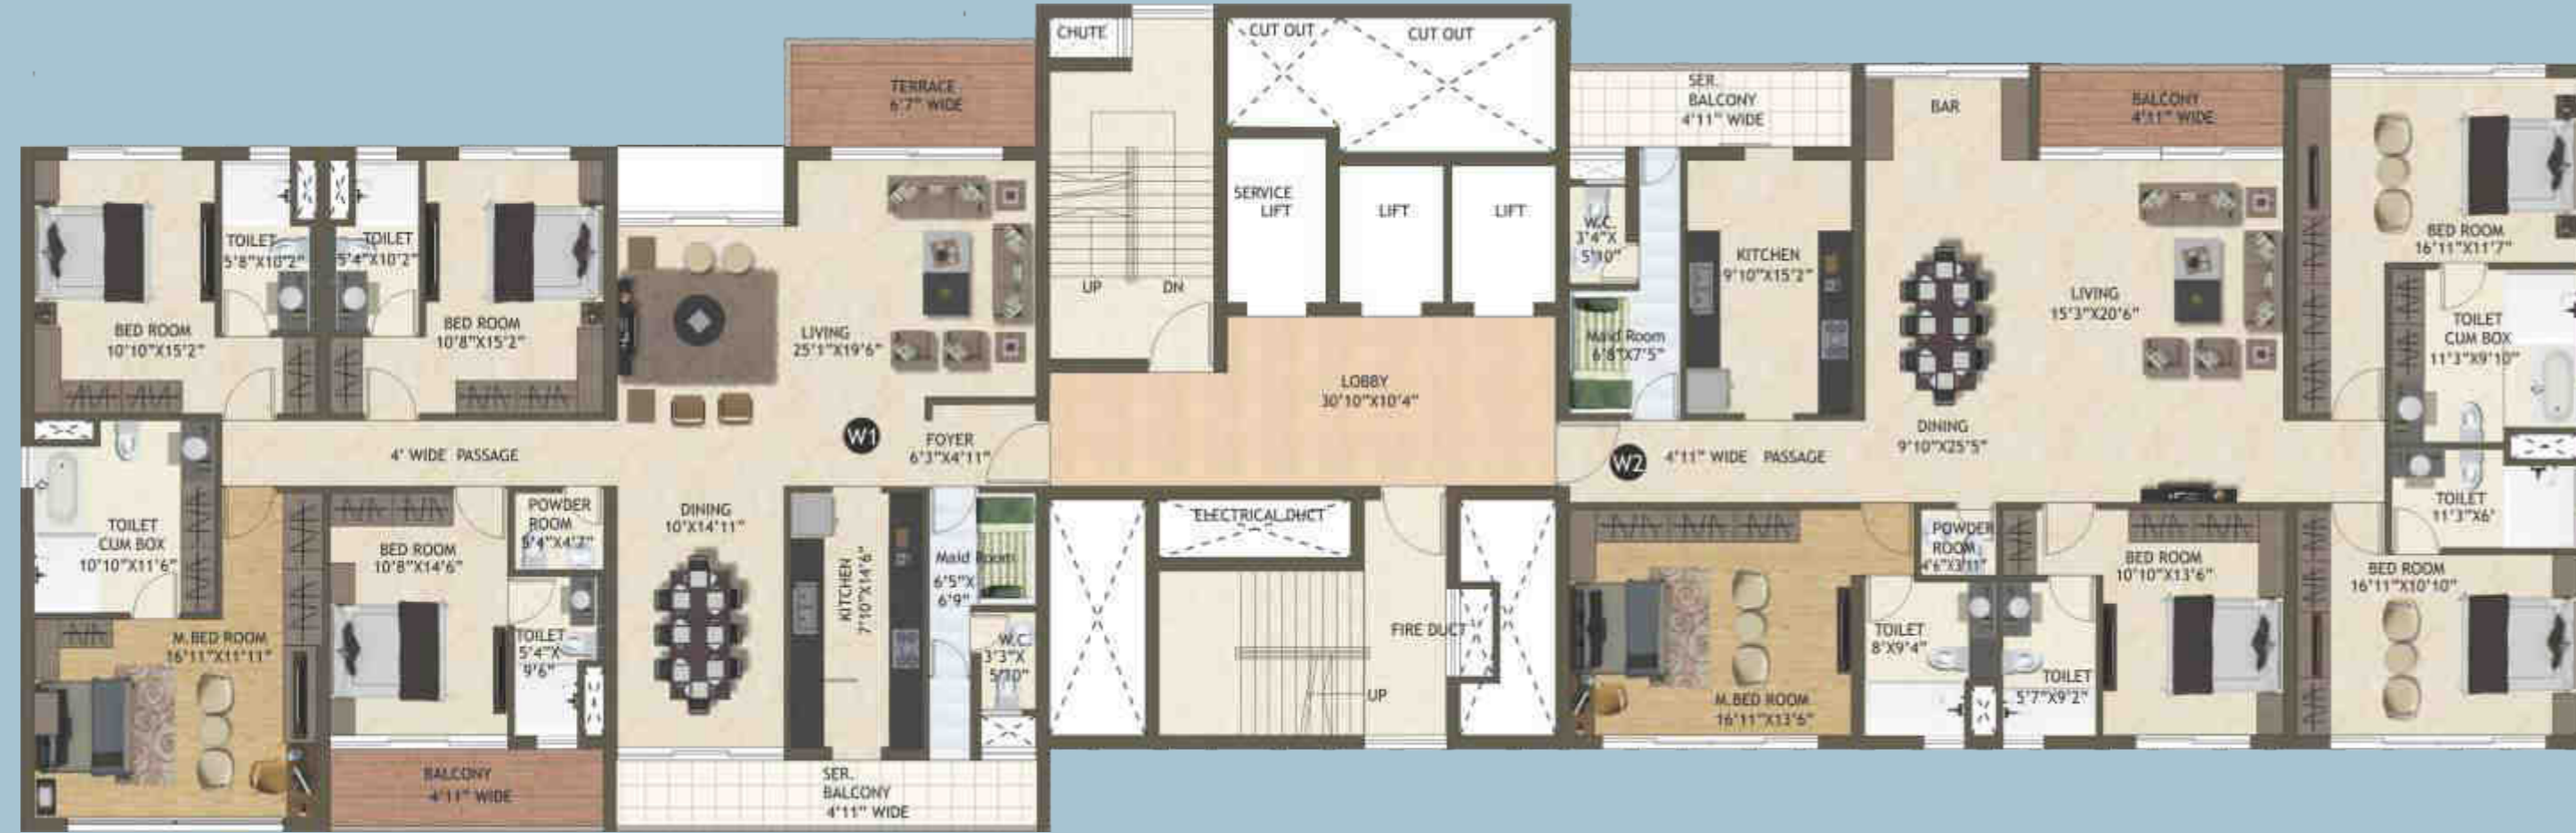 CHUTE
CUT OUT
CUT OUT
TERRACE
6'7" WIDE
SER.
BALCONY
4'11" WIDE
BAR
BALCONY
4'11" WIDE
SERVICE
LIFT
LIFT
LIFT
UP
DN
TOILET
5'8"X10'2"
TOILET
5'4"X10'2"
BED ROOM
10'10"X15'2"
BED ROOM
10'8"X15'2"
LIVING
25'1"X19'6"
W.C.
3'4"X
5'10"
KITCHEN
9'10"X15'2"
LIVING
15'3"X20'6"
BED ROOM
16'11"X11'7"
Maid Room
6'8"X7'5"
TOILET
CUM BOX
11'3"X9'10"
LOBBY
30'10"X10'4"
W1
FOYER
6'3"X4'11"
4' WIDE PASSAGE
W2
4'11" WIDE PASSAGE
DINING
9'10"X25'5"
TOILET
CUM BOX
10'10"X11'6"
BED ROOM
10'8"X14'6"
POWDER
ROOM
5'4"X4'7"
DINING
10'X14'11"
KITCHEN
7'10"X14'6"
Maid Room
6'5"X
6'9"
ELECTRICAL DUCT
POWDER
ROOM
4'6"X3'11"
BED ROOM
10'10"X13'6"
TOILET
11'3"X6'
BED ROOM
16'11"X10'10"
M.BED ROOM
16'11"X11'11"
TOILET
5'4"X
9'6"
W.C.
3'3"X
5'10"
FIRE DUCT
UP
M.BED ROOM
16'11"X13'6"
TOILET
8'X9'4"
TOILET
5'7"X9'2"
BALCONY
4'11" WIDE
SER.
BALCONY
4'11" WIDE